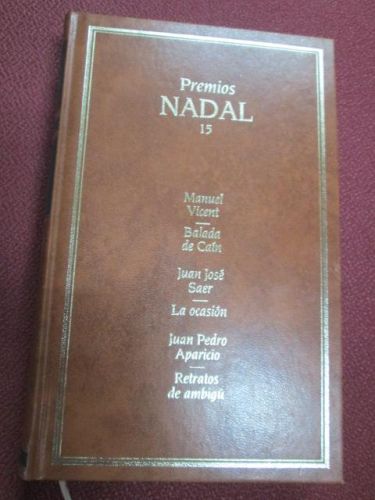 Premios
NADAL
15
Manuel
Vicent
Balada
de Caín
Juan José
Saer
La ocasión
Juan Pedro
Aparicio
Retratos
de ambigú